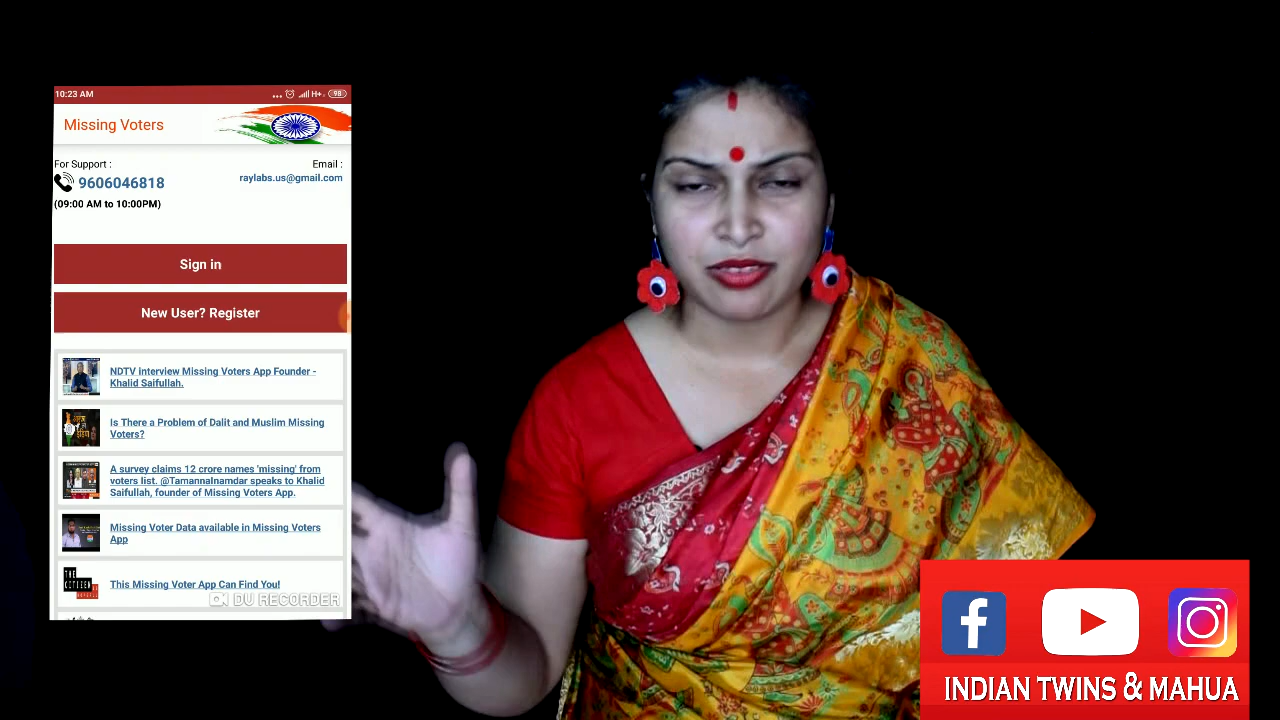 10:23 AM
H+
98
Missing Voters
For Support :
Email :
9606046818
raylabs.us@gmail.com
(09:00 AM to 10:00PM)
Sign in
New User? Register
NDTV interview Missing Voters App Founder -
Khalid Saifullah.
Is There a Problem of Dalit and Muslim Missing
Voters?
A survey claims 12 crore names 'missing' from
voters list. @TamannaInamdar speaks to Khalid
Saifullah, founder of Missing Voters App.
Missing Voter Data available in Missing Voters
App
THE
This Missing Voter App Can Find You!
DU RECORDER
INDIAN TWINS & MAHUA